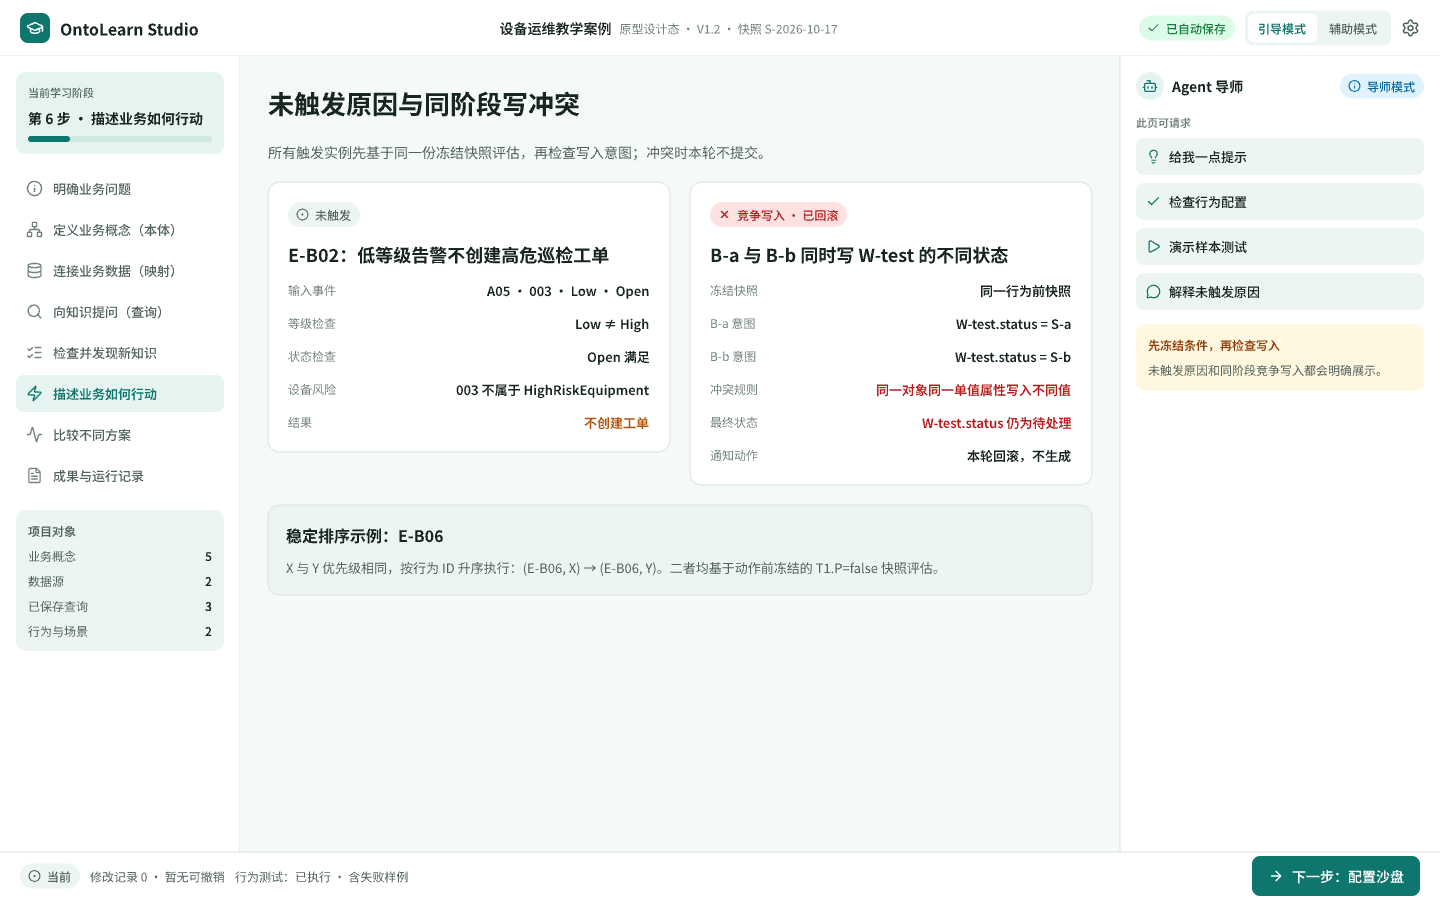 OntoLearn Studio
设备运维教学案例 原型设计态 · V1.2 · 快照 S-2026-10-17
已自动保存
引导模式 辅助模式
当前学习阶段
第 6 步 · 描述业务如何行动
明确业务问题
定义业务概念（本体）
连接业务数据（映射）
向知识提问（查询）
检查并发现新知识
描述业务如何行动
比较不同方案
成果与运行记录
项目对象
业务概念 5
数据源 2
已保存查询 3
行为与场景 2
未触发原因与同阶段写冲突
所有触发实例先基于同一份冻结快照评估，再检查写入意图；冲突时本轮不提交。
未触发
E-B02：低等级告警不创建高危巡检工单
输入事件 A05 · 003 · Low · Open
等级检查 Low ≠ High
状态检查 Open 满足
设备风险 003 不属于 HighRiskEquipment
结果 不创建工单
竞争写入 · 已回滚
B-a 与 B-b 同时写 W-test 的不同状态
冻结快照 同一行为前快照
B-a 意图 W-test.status = S-a
B-b 意图 W-test.status = S-b
冲突规则 同一对象同一单值属性写入不同值
最终状态 W-test.status 仍为待处理
通知动作 本轮回滚，不生成
稳定排序示例：E-B06
X 与 Y 优先级相同，按行为 ID 升序执行：(E-B06, X) → (E-B06, Y)。二者均基于动作前冻结的 T1.P=false 快照评估。
Agent 导师
导师模式
此页可请求
给我一点提示
检查行为配置
演示样本测试
解释未触发原因
先冻结条件，再检查写入
未触发原因和同阶段竞争写入都会明确展示。
当前 修改记录 0 · 暂无可撤销 行为测试：已执行 · 含失败样例
下一步：配置沙盘